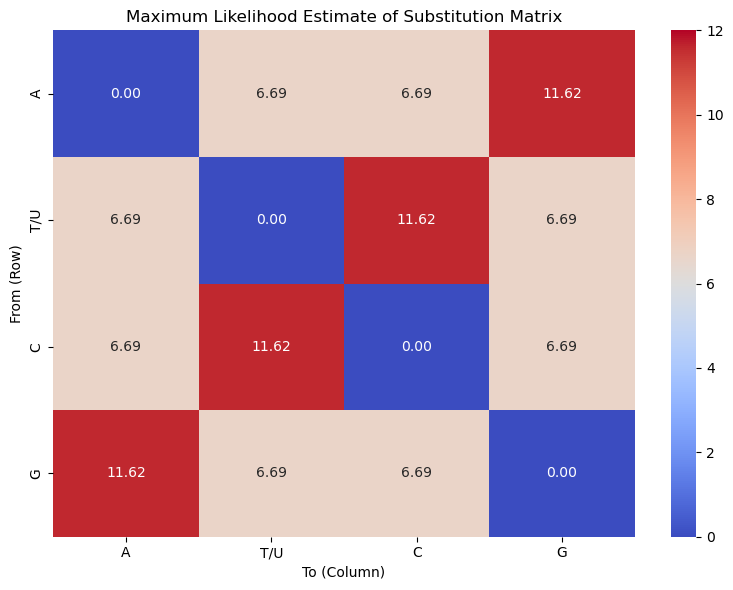 Maximum Likelihood Estimate of Substitution Matrix
A 0.00 6.69 6.69 11.62
T/U 6.69 0.00 11.62 6.69
C 6.69 11.62 0.00 6.69
G 11.62 6.69 6.69 0.00
A T/U C G
To (Column)
From (Row)
12
10
8
6
4
2
0